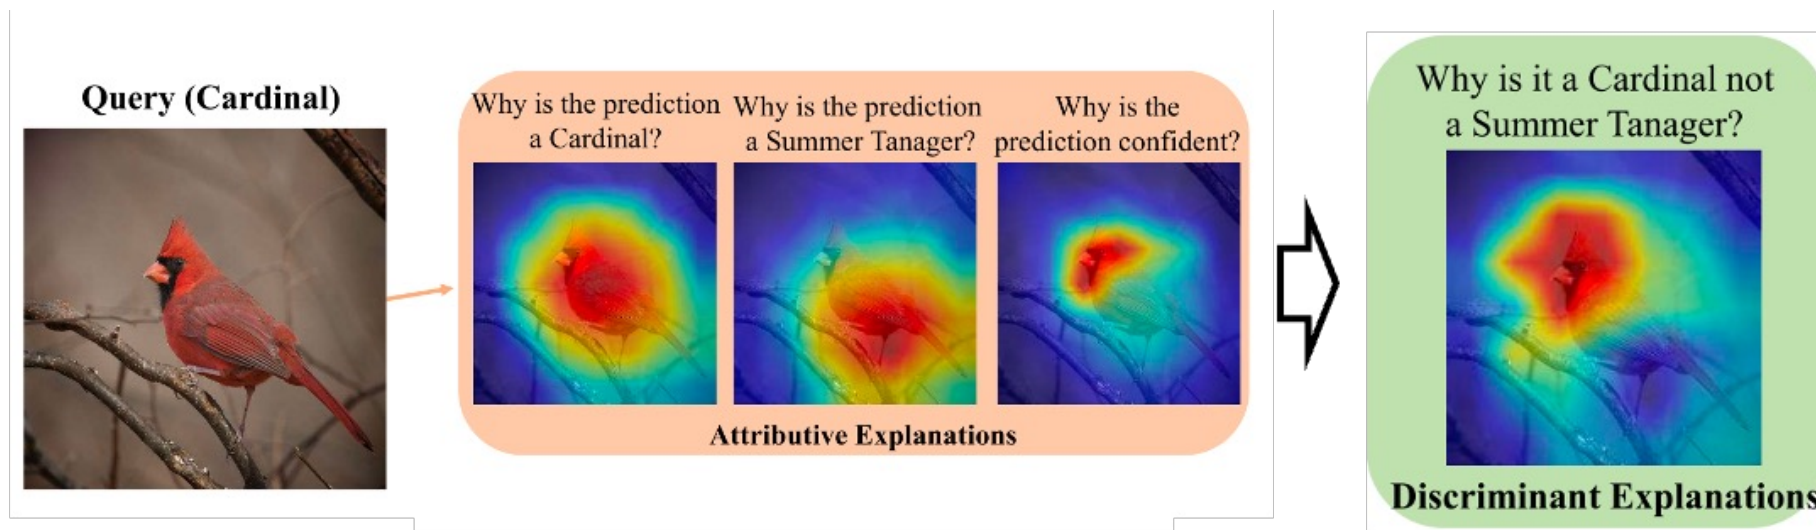 Query (Cardinal)
Why is the prediction
a Cardinal?
Why is the prediction
a Summer Tanager?
Why is the
prediction confident?
Attributive Explanations
Why is it a Cardinal not
a Summer Tanager?
Discriminant Explanations